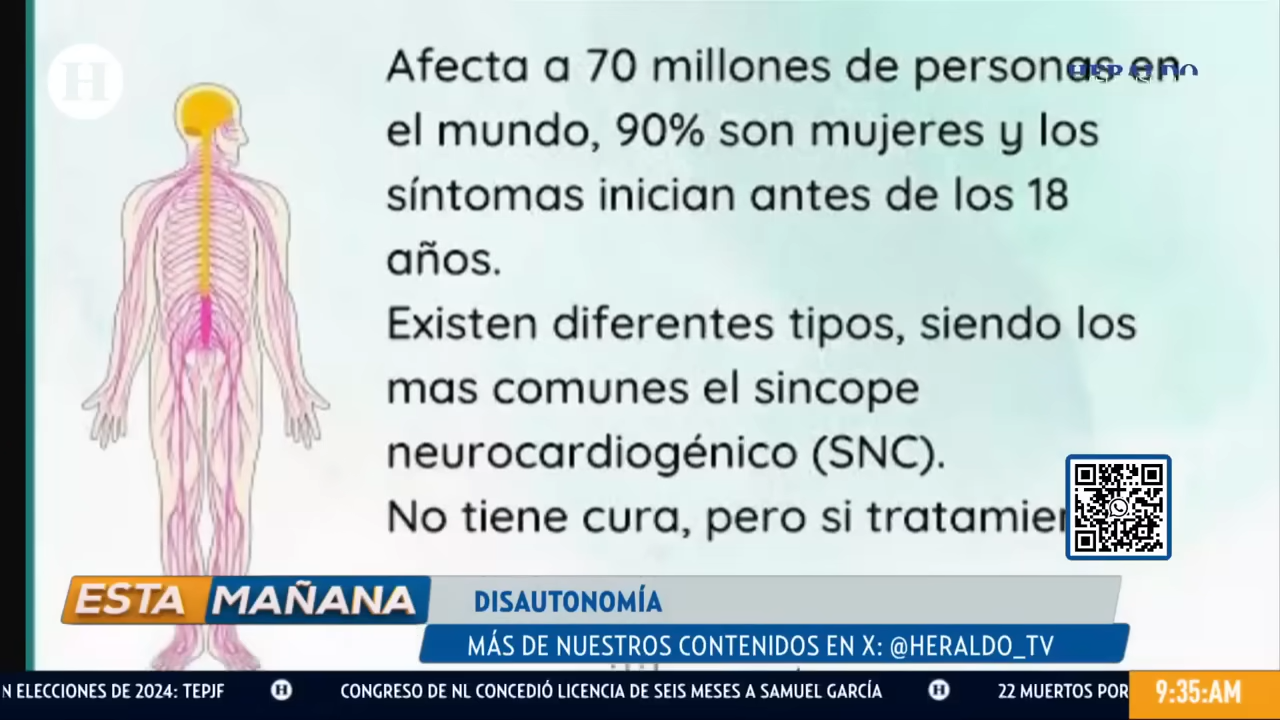 H
Afecta a 70 millones de personas en
HERALDO
el mundo, 90% son mujeres y los
síntomas inician antes de los 18
años.
Existen diferentes tipos, siendo los
mas comunes el sincope
neurocardiogénico (SNC).
No tiene cura, pero si tratamien
ESTA MAÑANA
DISAUTONOMÍA
MÁS DE NUESTROS CONTENIDOS EN X: @HERALDO_TV
N ELECCIONES DE 2024: TEPJF H CONGRESO DE NL CONCEDIÓ LICENCIA DE SEIS MESES A SAMUEL GARCÍA H 22 MUERTOS POR
9:35:AM